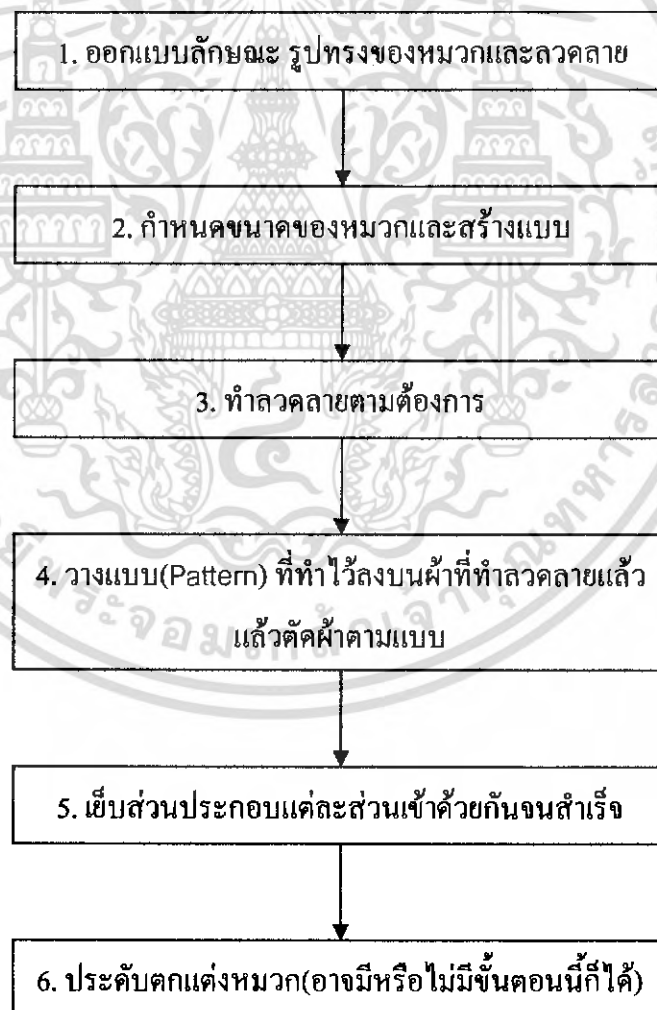 1. ออกแบบลักษณะ รูปทรงของหมวกและลวดลาย
2. กำหนดขนาดของหมวกและสร้างแบบ
3. ทำลวดลายตามต้องการ
4. วางแบบ(Pattern) ที่ทำไว้ลงบนผ้าที่ทำลวดลายแล้ว
แล้วตัดผ้าตามแบบ
5. เย็บส่วนประกอบแต่ละส่วนเข้าด้วยกันจนสำเร็จ
6. ประดับตกแต่งหมวก(อาจมีหรือไม่มีขั้นตอนนี้ก็ได้)